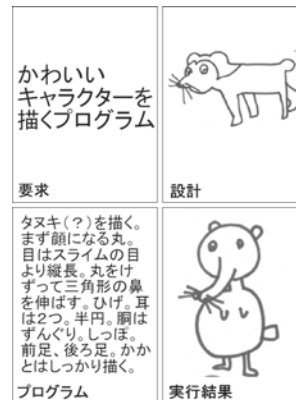 かわいい
キャラクターを
描くプログラム
要求
設計
タヌキ(?)を描く。
まず顔になる丸。
目はスライムの目
より縦長。丸をけ
ずって三角形の鼻
を伸ばす。ひげ。耳
は2つ。半円。胴は
ずんぐり。しっぽ。
前足、後ろ足。かか
とはしっかり描く。
プログラム
実行結果